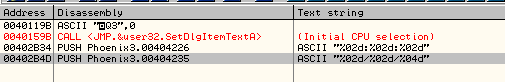 Address Disassembly Text string
0040119B ASCII "Q3",0
0040159B CALL <JMP.&user32.SetDlgItemTextA> (Initial CPU selection)
00402B34 PUSH Phoenix3.00404226 ASCII "%02d:%02d:%02d"
00402B4D PUSH Phoenix3.00404235 ASCII "%02d/%02d/%04d"